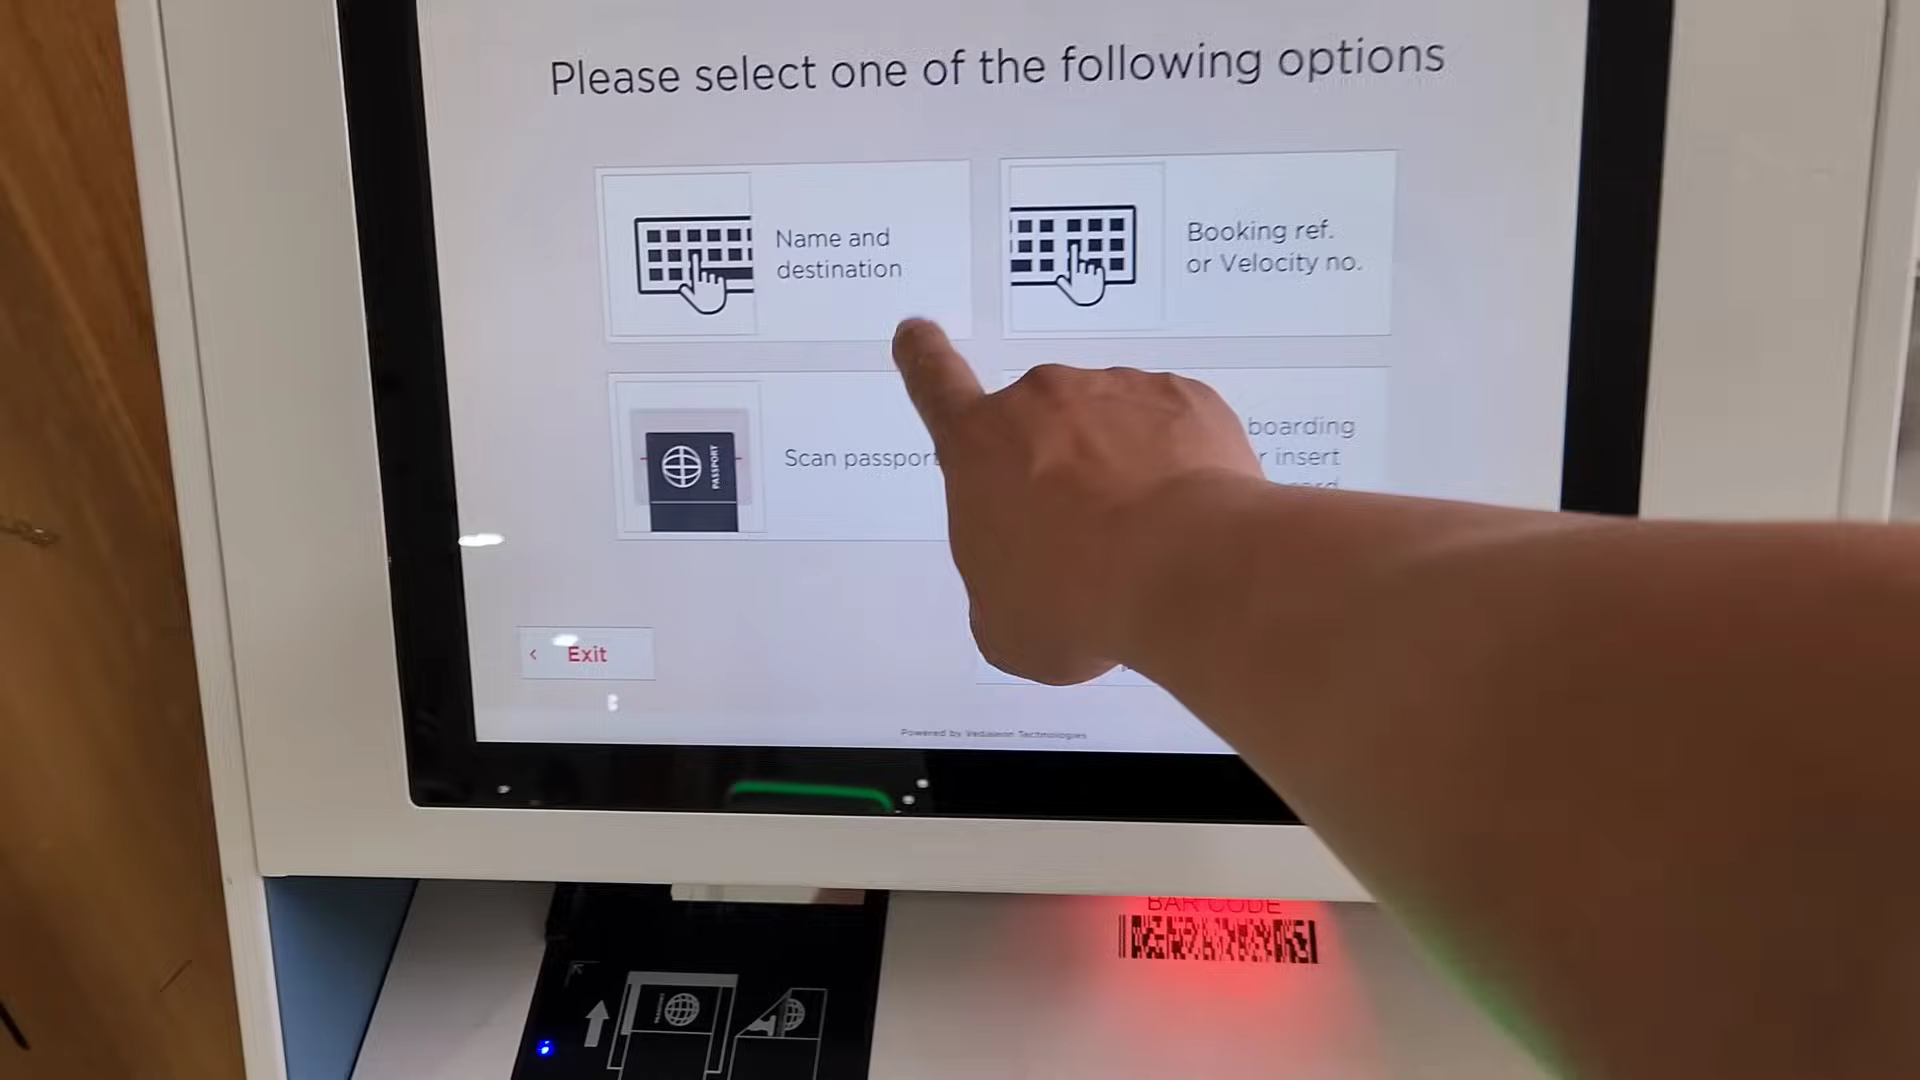 Please select one of the following options
Name and
destination
Booking ref.
or Velocity no.
Scan passport
boarding
insert
Exit
PASSPORT
Powered by Vedaleon Technologies
BAR CODE